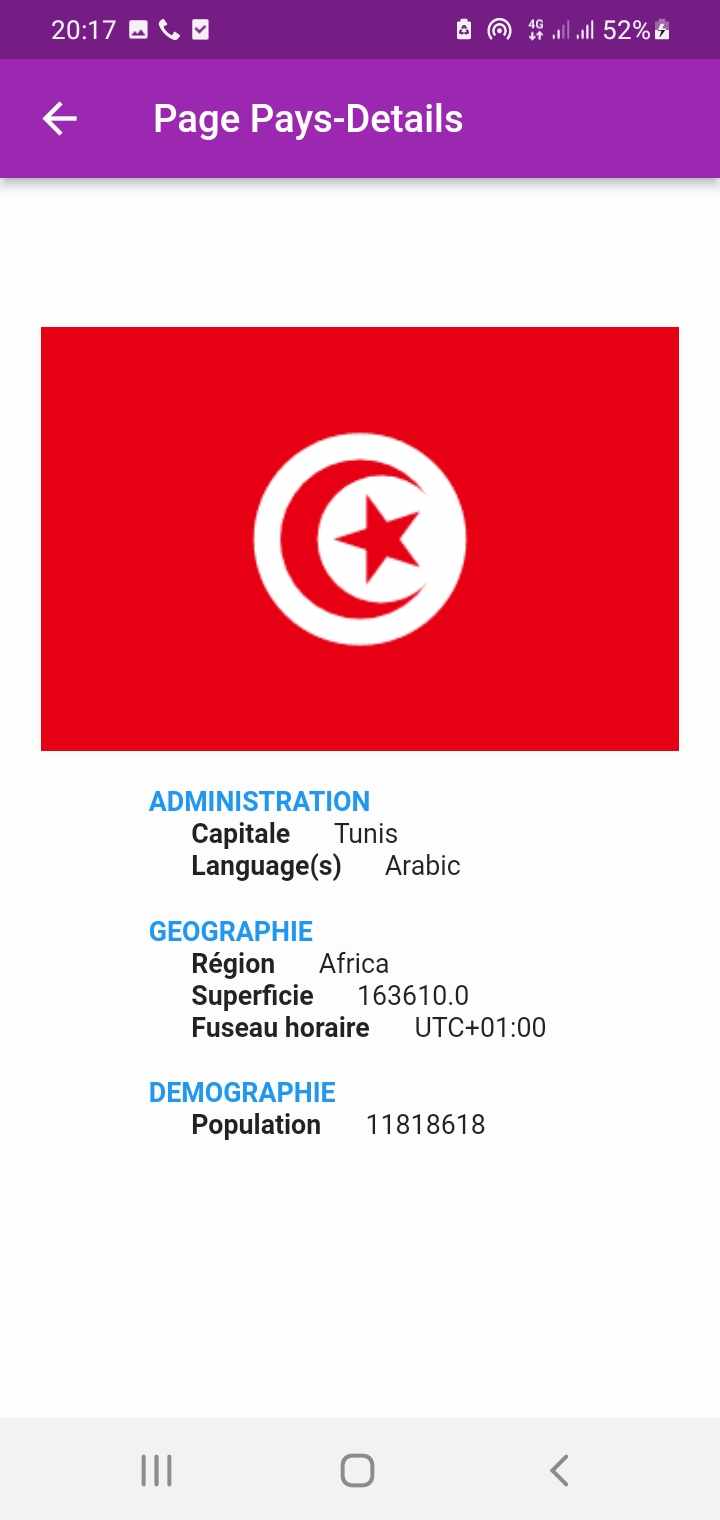 20:17
4G
52%
Page Pays-Details
ADMINISTRATION
Capitale Tunis
Language(s) Arabic
GEOGRAPHIE
Région Africa
Superficie 163610.0
Fuseau horaire UTC+01:00
DEMOGRAPHIE
Population 11818618